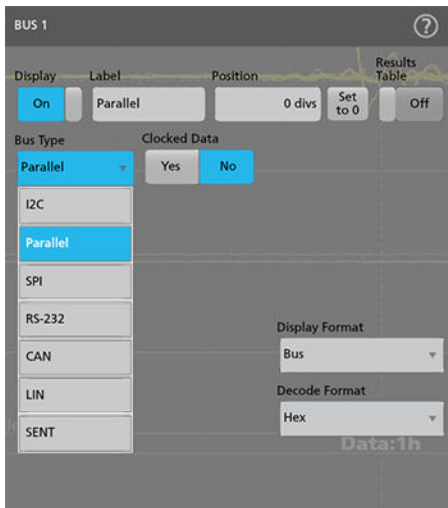 BUS 1
?
Results
Display Label Position Table
On Parallel 0 divs Set to 0 Off
Bus Type Clocked Data
Parallel Yes No
I2C
Parallel
SPI
RS-232
Display Format
CAN Bus
Decode Format
LIN
Hex
SENT
Data:1h